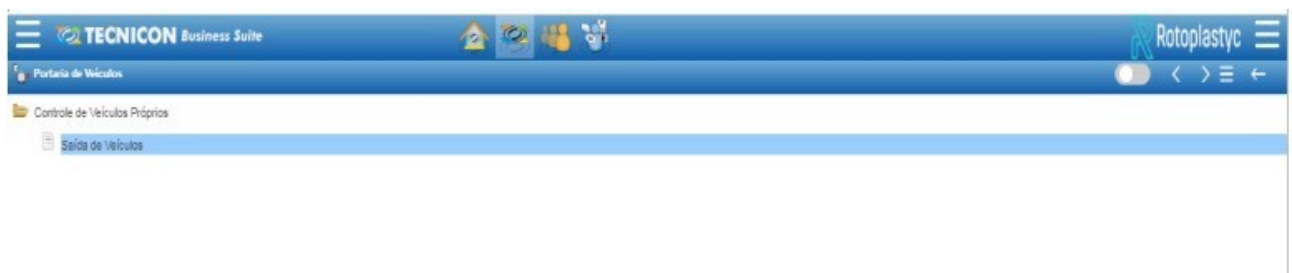 TECNICON Business Suite
Rotoplastyc
Portaria de Veículos
Controle de Veículos Próprios
Saída de Veículos